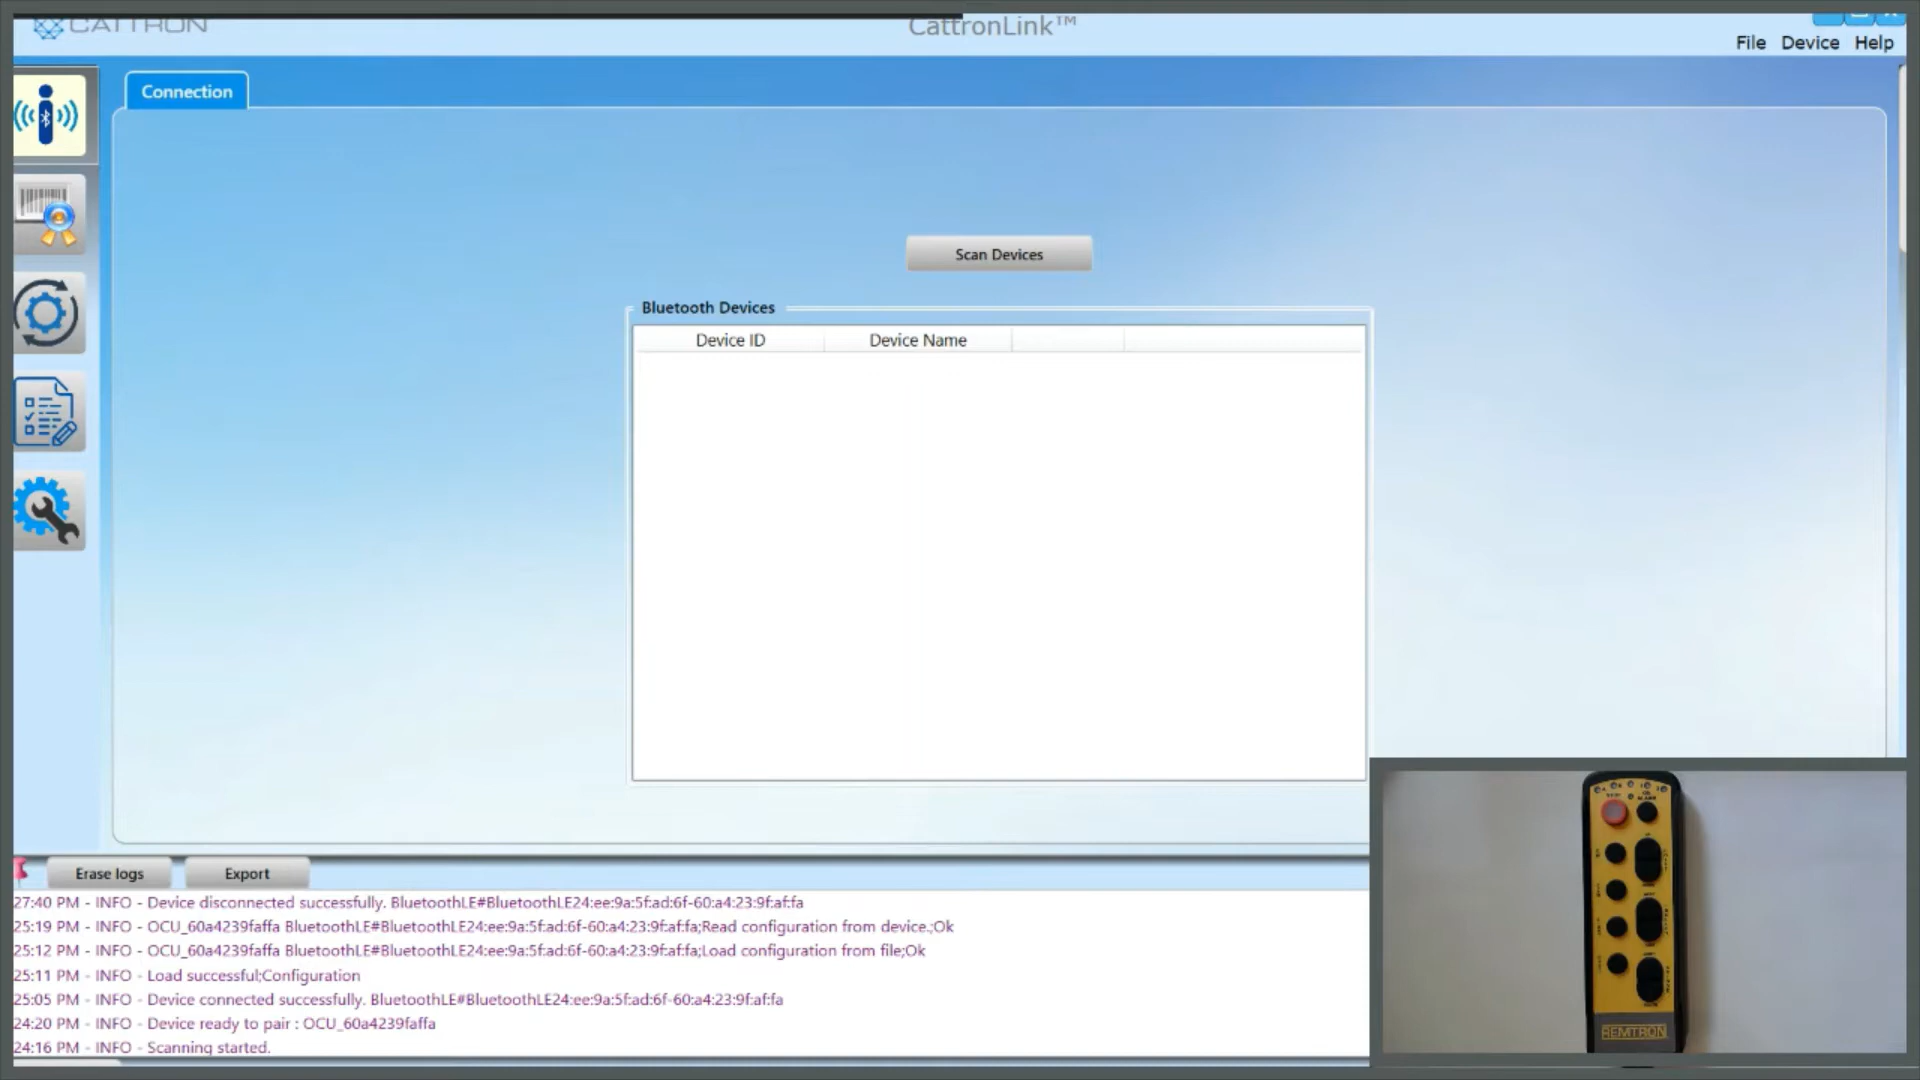 CATTRON
CattronLink™
File Device Help
Connection
Scan Devices
Bluetooth Devices
Device ID Device Name
Erase logs Export
27:40 PM - INFO - Device disconnected successfully. BluetoothLE#BluetoothLE24:ee:9a:5f:ad:6f-60:a4:23:9f:af:fa
25:19 PM - INFO - OCU_60a4239faffa BluetoothLE#BluetoothLE24:ee:9a:5f:ad:6f-60:a4:23:9f:af:fa;Read configuration from device.;Ok
25:12 PM - INFO - OCU_60a4239faffa BluetoothLE#BluetoothLE24:ee:9a:5f:ad:6f-60:a4:23:9f:af:fa;Load configuration from file;Ok
25:11 PM - INFO - Load successful;Configuration
25:05 PM - INFO - Device connected successfully. BluetoothLE#BluetoothLE24:ee:9a:5f:ad:6f-60:a4:23:9f:af:fa
24:20 PM - INFO - Device ready to pair : OCU_60a4239faffa
24:16 PM - INFO - Scanning started.
REMTRON